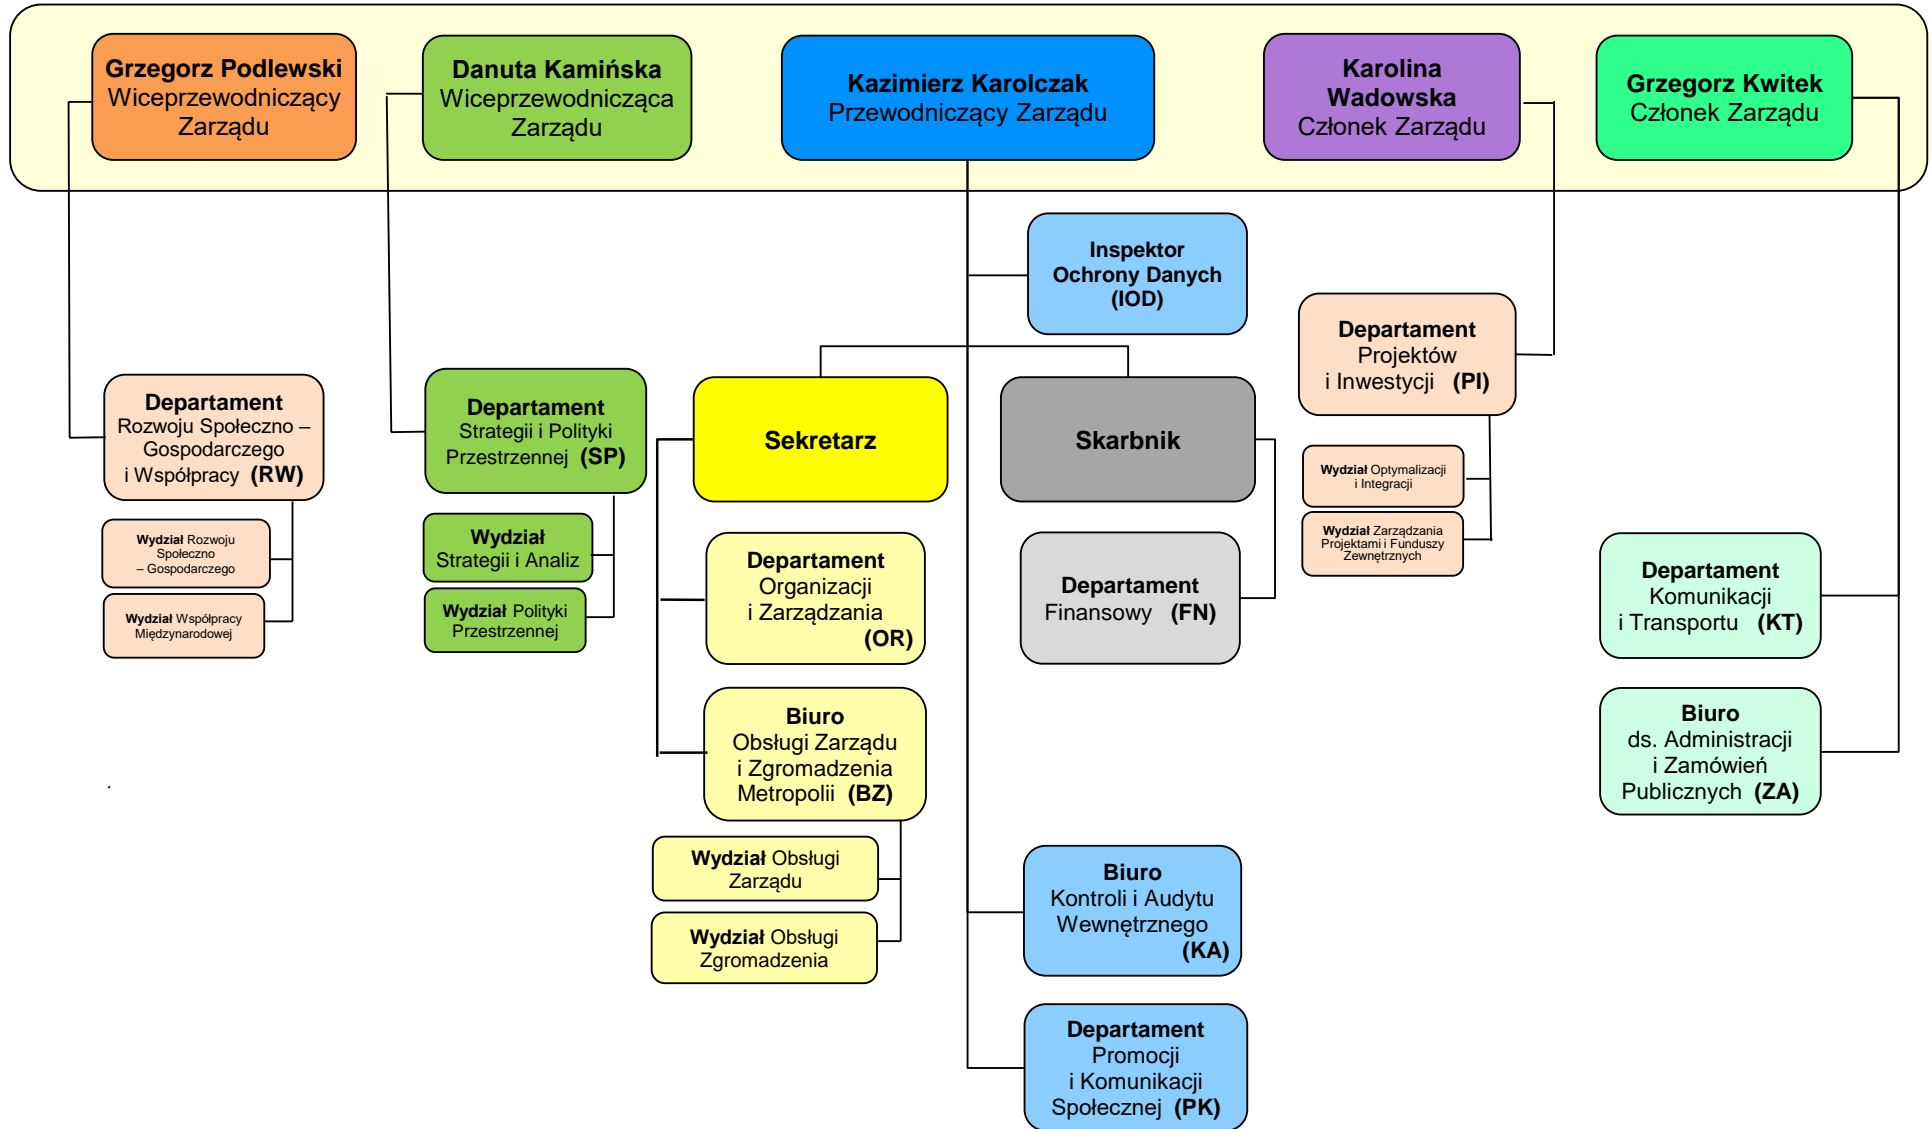 Grzegorz Podlewski
Wiceprzewodniczący
Zarządu
Danuta Kamińska
Wiceprzewodnicząca
Zarządu
Kazimierz Karolczak
Przewodniczący Zarządu
Karolina
Wadowska
Członek Zarządu
Grzegorz Kwitek
Członek Zarządu
Inspektor
Ochrony Danych
(IOD)
Departament
Projektów
i Inwestycji (PI)
Departament
Rozwoju Społeczno –
Gospodarczego
i Współpracy (RW)
Departament
Strategii i Polityki
Przestrzennej (SP)
Sekretarz
Skarbnik
Wydział Optymalizacji
i Integracji
Wydział Zarządzania
Projektami i Funduszy
Zewnętrznych
Wydział Rozwoju
Społeczno
– Gospodarczego
Wydział Współpracy
Międzynarodowej
Wydział
Strategii i Analiz
Wydział Polityki
Przestrzennej
Departament
Organizacji
i Zarządzania
(OR)
Departament
Finansowy (FN)
Departament
Komunikacji
i Transportu (KT)
Biuro
Obsługi Zarządu
i Zgromadzenia
Metropolii (BZ)
Biuro
ds. Administracji
i Zamówień
Publicznych (ZA)
.
Wydział Obsługi
Zarządu
Wydział Obsługi
Zgromadzenia
Biuro
Kontroli i Audytu
Wewnętrznego
(KA)
Departament
Promocji
i Komunikacji
Społecznej (PK)